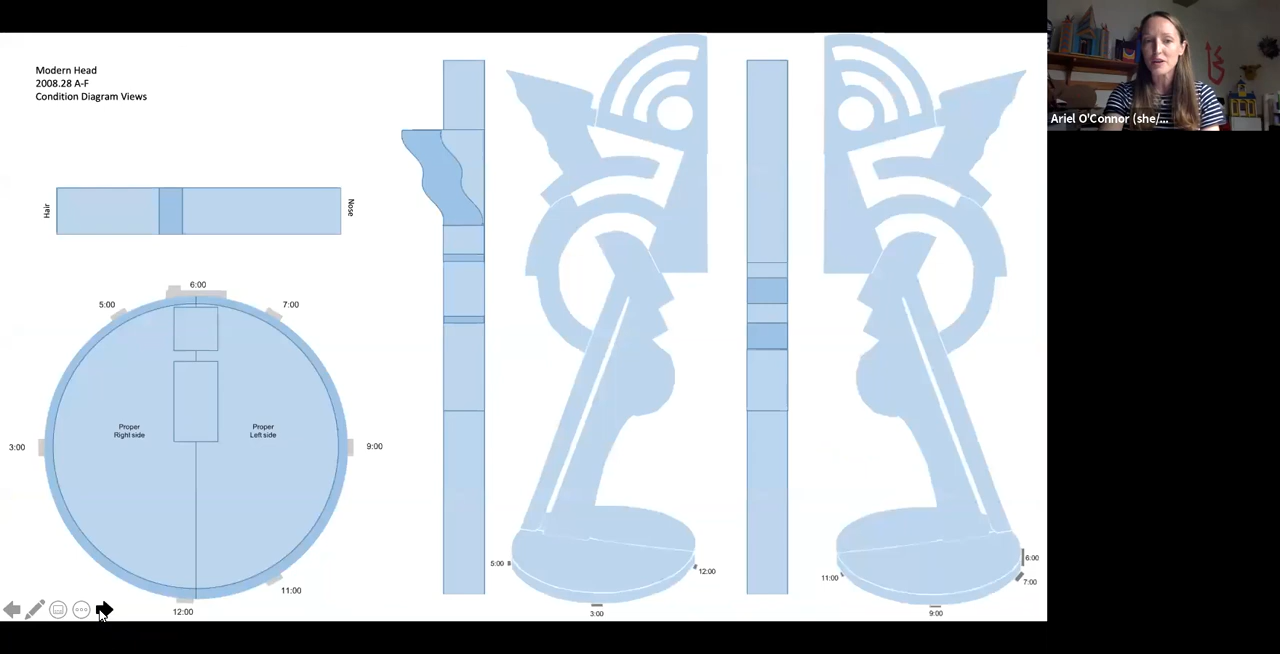 Modern Head
2008.28 A-F
Condition Diagram Views
Hair
Nose
6:00
5:00
7:00
Proper
Right side
Proper
Left side
3:00
9:00
11:00
12:00
5:00
12:00
3:00
11:00
6:00
7:00
9:00
Ariel O'Connor (she/...